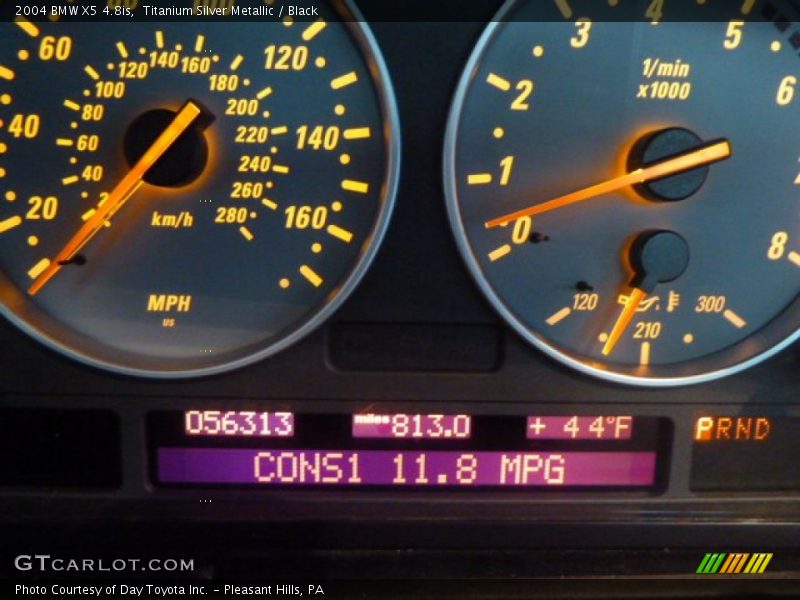 2004 BMW X5 4.8is,  Titanium Silver Metallic / Black
20 40 60 120 140 160
40 60 80 100 120 140 160 180 200 220 240 260 280
km/h
MPH
US
0 1 2 3 4 5 6 8
1/min
x1000
120 210 300
056313 miles 813.0 + 44°F PRND
CONS1 11.8 MPG
GTCARLOT.COM
Photo Courtesy of Day Toyota Inc. - Pleasant Hills, PA